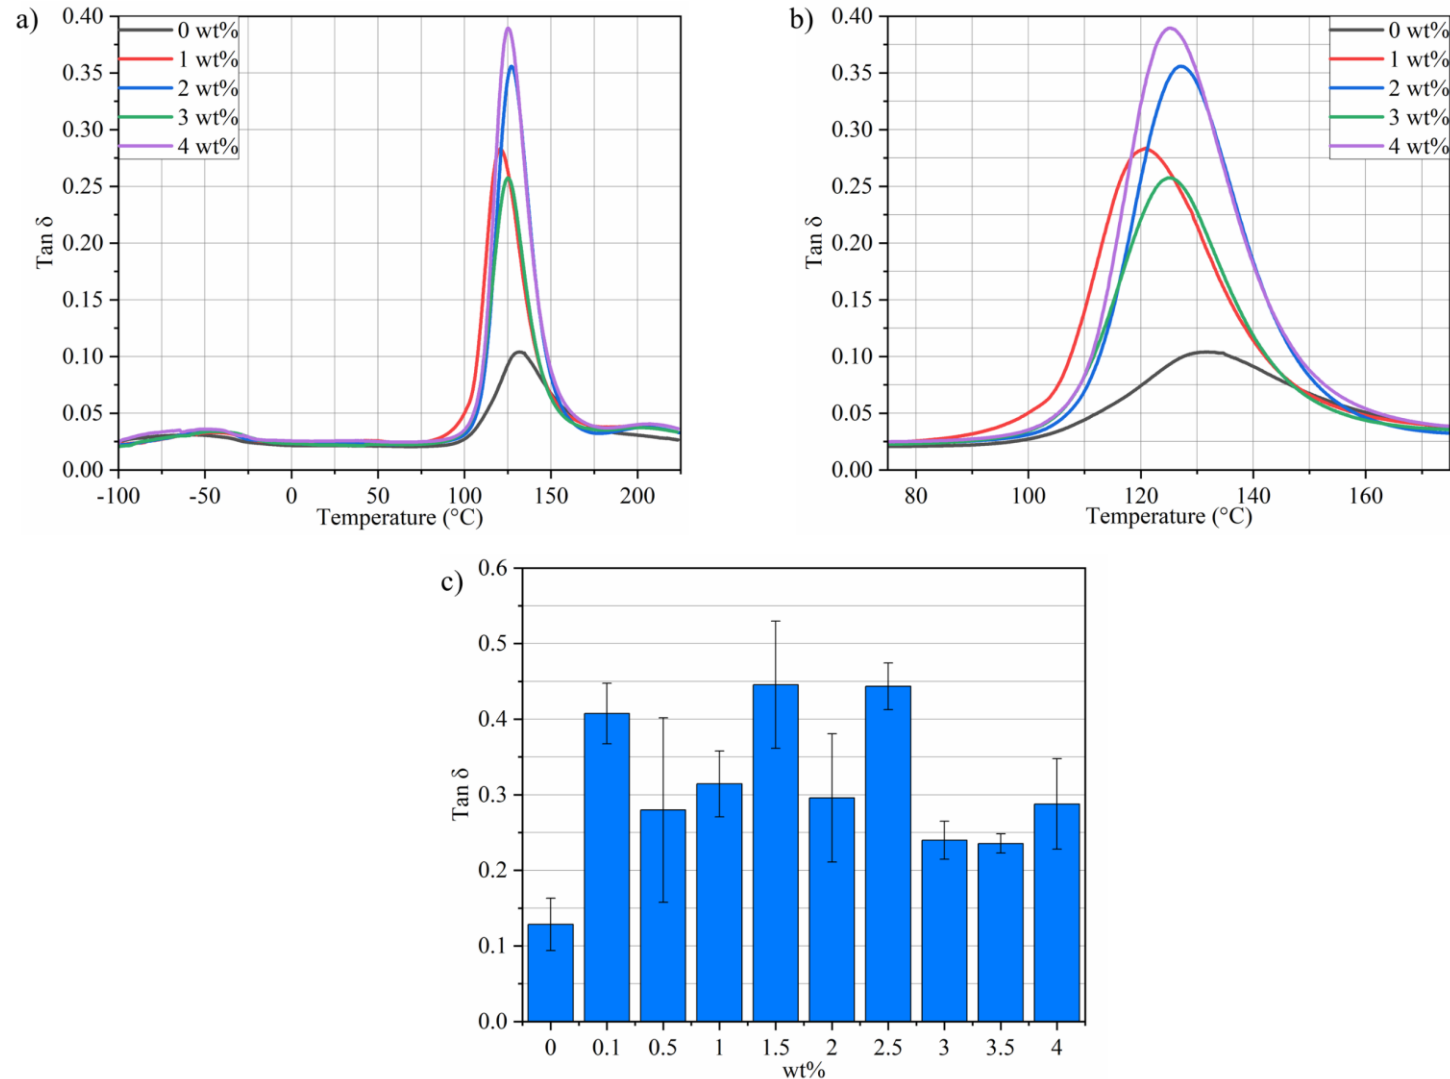 a)
0.40
0.35
0.30
0.25
0.20
0.15
0.10
0.05
0.00
Tan δ
0 wt%
1 wt%
2 wt%
3 wt%
4 wt%
-100 -50 0 50 100 150 200
Temperature (°C)
b)
0.40
0.35
0.30
0.25
0.20
0.15
0.10
0.05
0.00
Tan δ
0 wt%
1 wt%
2 wt%
3 wt%
4 wt%
80 100 120 140 160
Temperature (°C)
c)
0.6
0.5
0.4
0.3
0.2
0.1
0.0
Tan δ
0 0.1 0.5 1 1.5 2 2.5 3 3.5 4
wt%